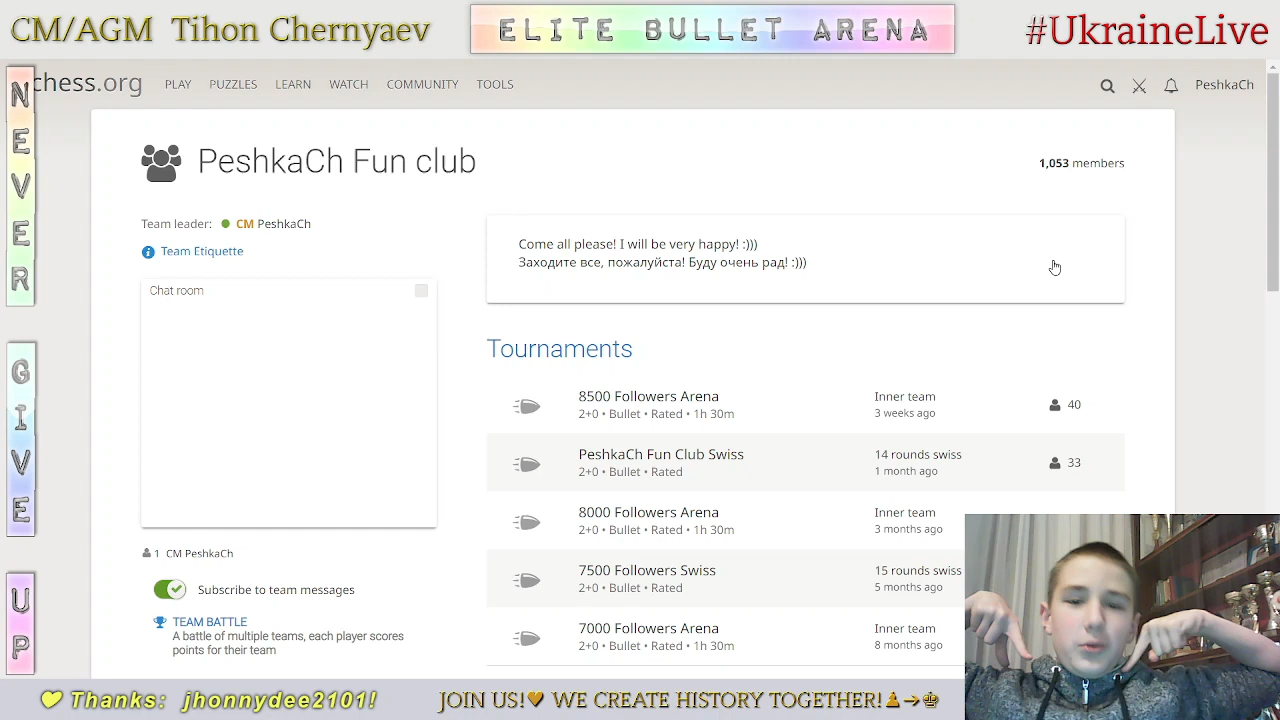 CM/AGM Tihon Chernyaev
ELITE BULLET ARENA
#UkraineLive
NEVER
GIVE
UP
chess.org
PLAY PUZZLES LEARN WATCH COMMUNITY TOOLS
PeshkaCh
PeshkaCh Fun club
1,053 members
Team leader: CM PeshkaCh
Team Etiquette
Chat room
Come all please! I will be very happy! :)))
Заходите все, пожалуйста! Буду очень рад! :)))
Tournaments
8500 Followers Arena
2+0 • Bullet • Rated • 1h 30m
Inner team
3 weeks ago
40
PeshkaCh Fun Club Swiss
2+0 • Bullet • Rated
14 rounds swiss
1 month ago
33
8000 Followers Arena
2+0 • Bullet • Rated • 1h 30m
Inner team
3 months ago
7500 Followers Swiss
2+0 • Bullet • Rated
15 rounds swiss
5 months ago
7000 Followers Arena
2+0 • Bullet • Rated • 1h 30m
Inner team
8 months ago
1 CM PeshkaCh
Subscribe to team messages
TEAM BATTLE
A battle of multiple teams, each player scores
points for their team
Thanks: jhonnydee2101!
JOIN US!🧡 WE CREATE HISTORY TOGETHER!♟→♚